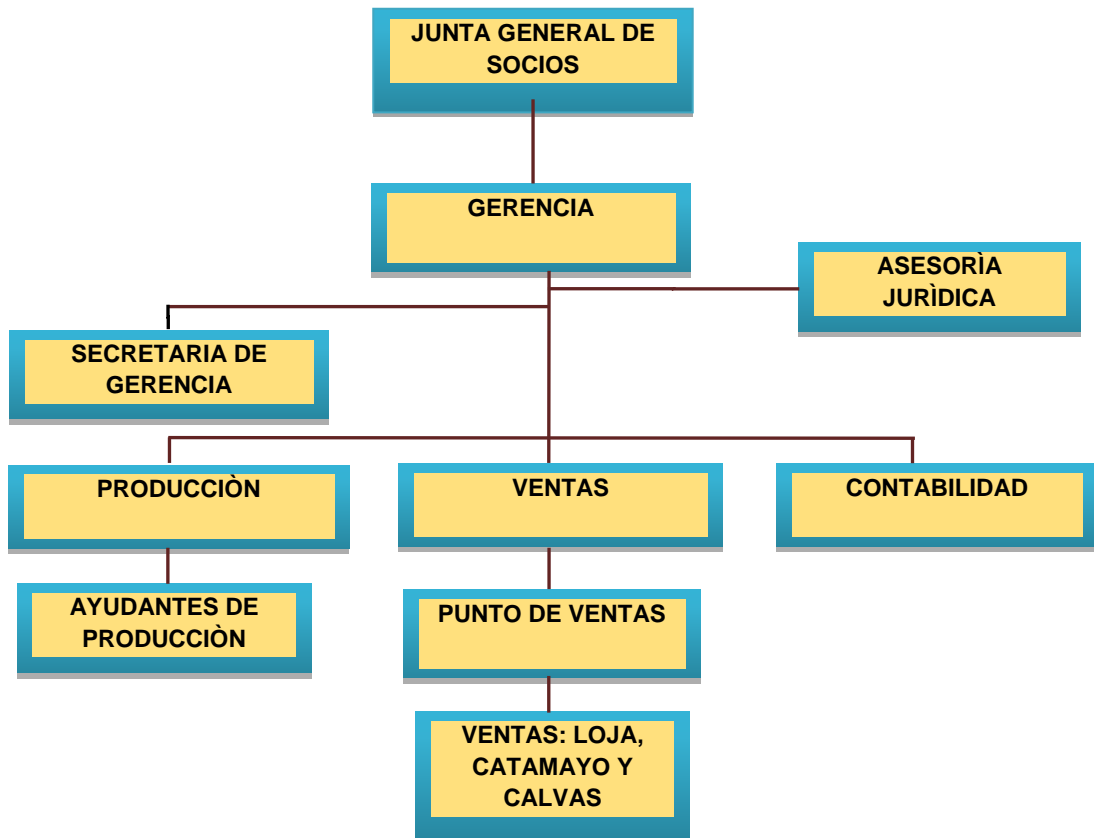 JUNTA GENERAL DE
SOCIOS
GERENCIA
ASESORÌA
JURÌDICA
SECRETARIA DE
GERENCIA
PRODUCCIÒN
VENTAS
CONTABILIDAD
AYUDANTES DE
PRODUCCIÒN
PUNTO DE VENTAS
VENTAS: LOJA,
CATAMAYO Y
CALVAS